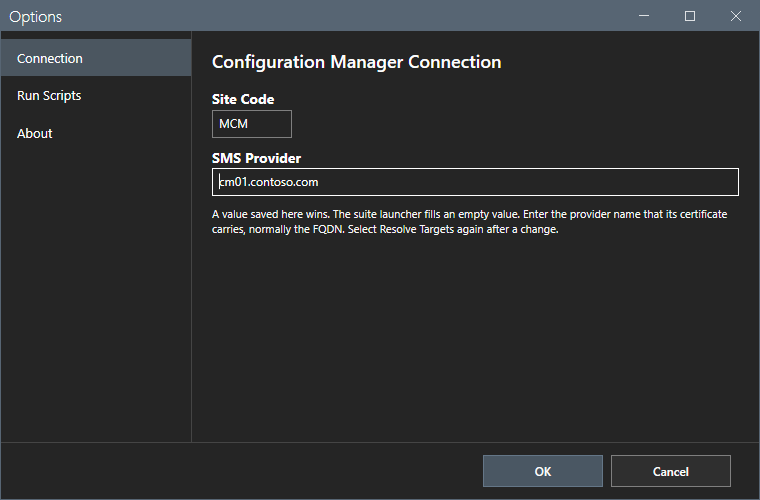 Options
Connection
Run Scripts
About
Configuration Manager Connection
Site Code
MCM
SMS Provider
cm01.contoso.com
A value saved here wins. The suite launcher fills an empty value. Enter the provider name that its certificate
carries, normally the FQDN. Select Resolve Targets again after a change.
OK
Cancel